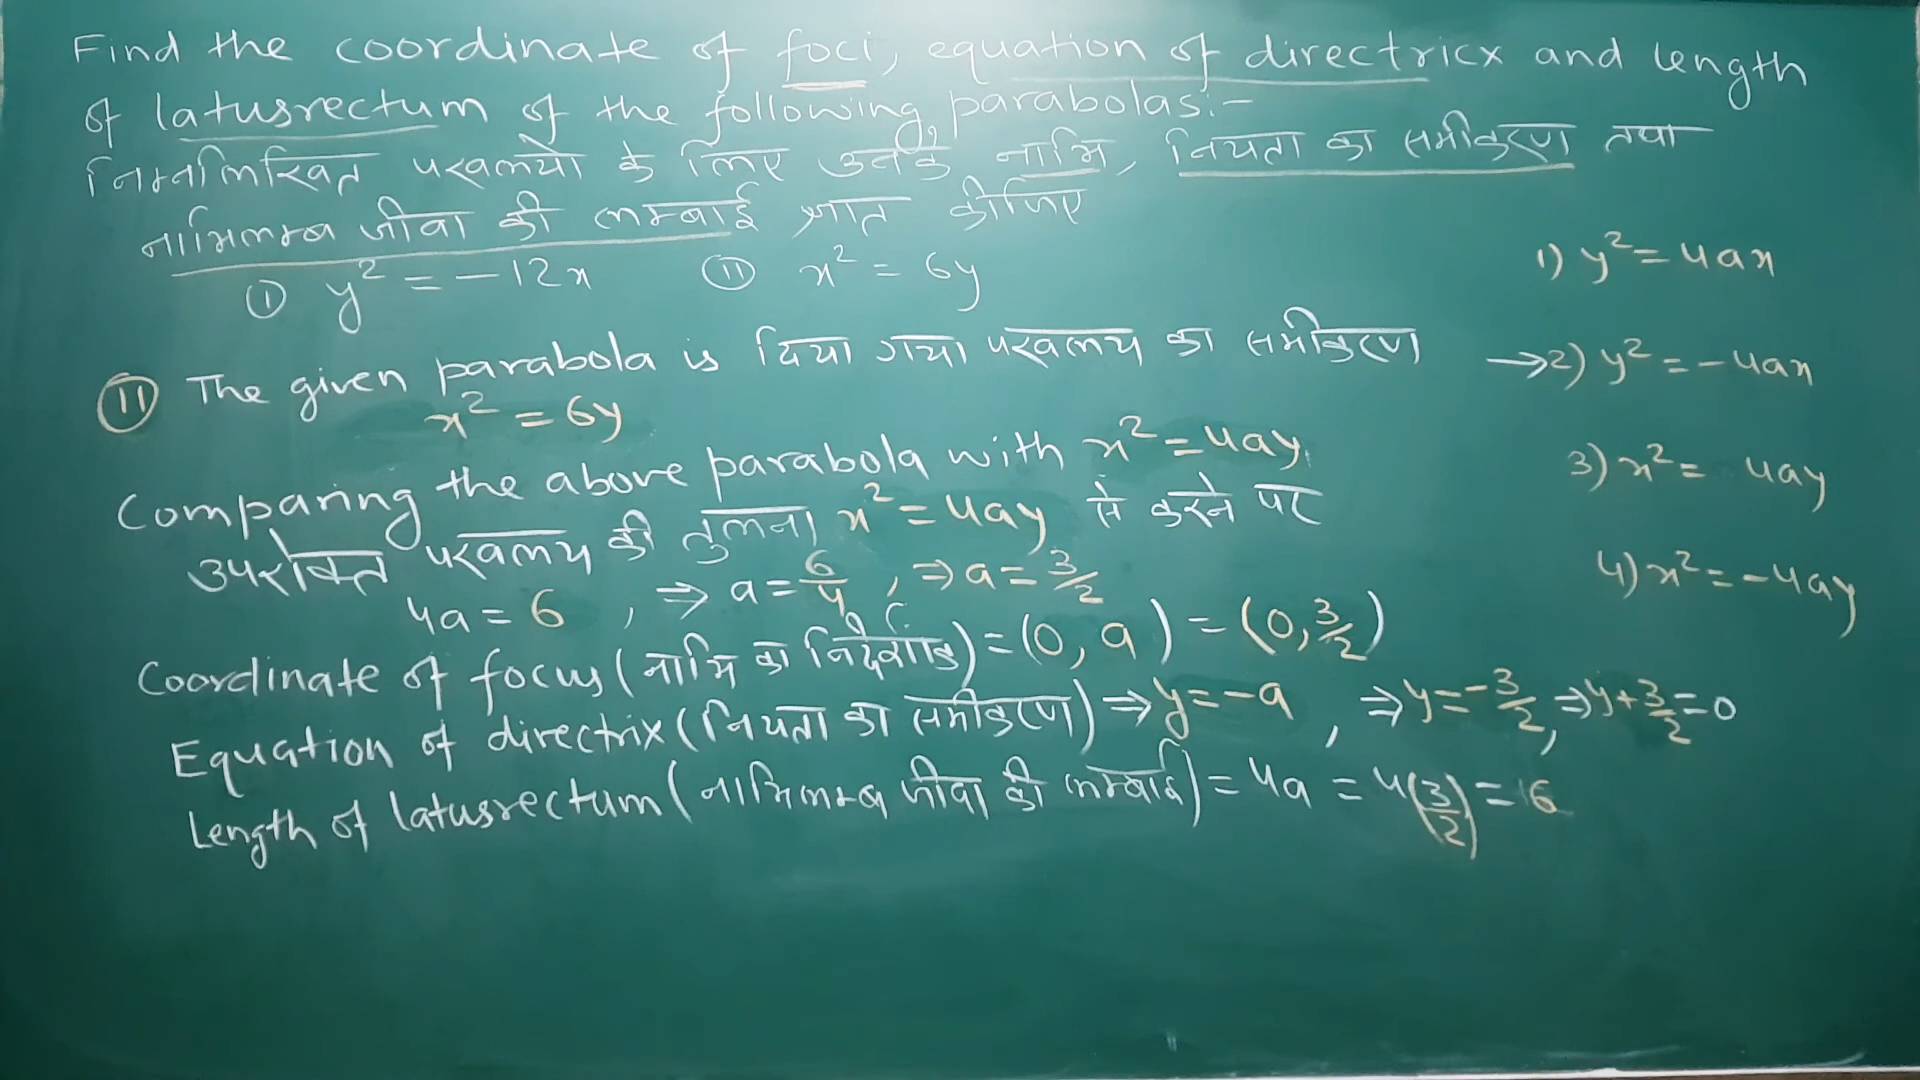 Find the coordinate of foci, equation of directricx and length
of latusrectum of the following parabolas:-
निम्नलिखित परवलयो के लिए उनके नाभि, नियता का समीकरण तथा
नाभिलम्ब जीवा की लम्बाई ज्ञात कीजिए
① y² = -12x   ⑪ x² = 6y
⑪ The given parabola is दिया गया परवलय का समीकरण
x² = 6y
Comparing the above parabola with x² = 4ay
उपरोक्त परवलय की तुलना x² = 4ay से करने पर
4a = 6 , ⇒ a = 6/4 , ⇒ a = 3/2
Coordinate of focus (नाभि का निर्देशांक) = (0, a) = (0, 3/2)
Equation of directrix (नियता का समीकरण) ⇒ y = -a , ⇒ y = -3/2, ⇒ y + 3/2 = 0
Length of latusrectum (नाभिलम्ब जीवा की लम्बाई) = 4a = 4(3/2) = 6
1) y² = 4ax
→2) y² = -4ax
3) x² = 4ay
4) x² = -4ay